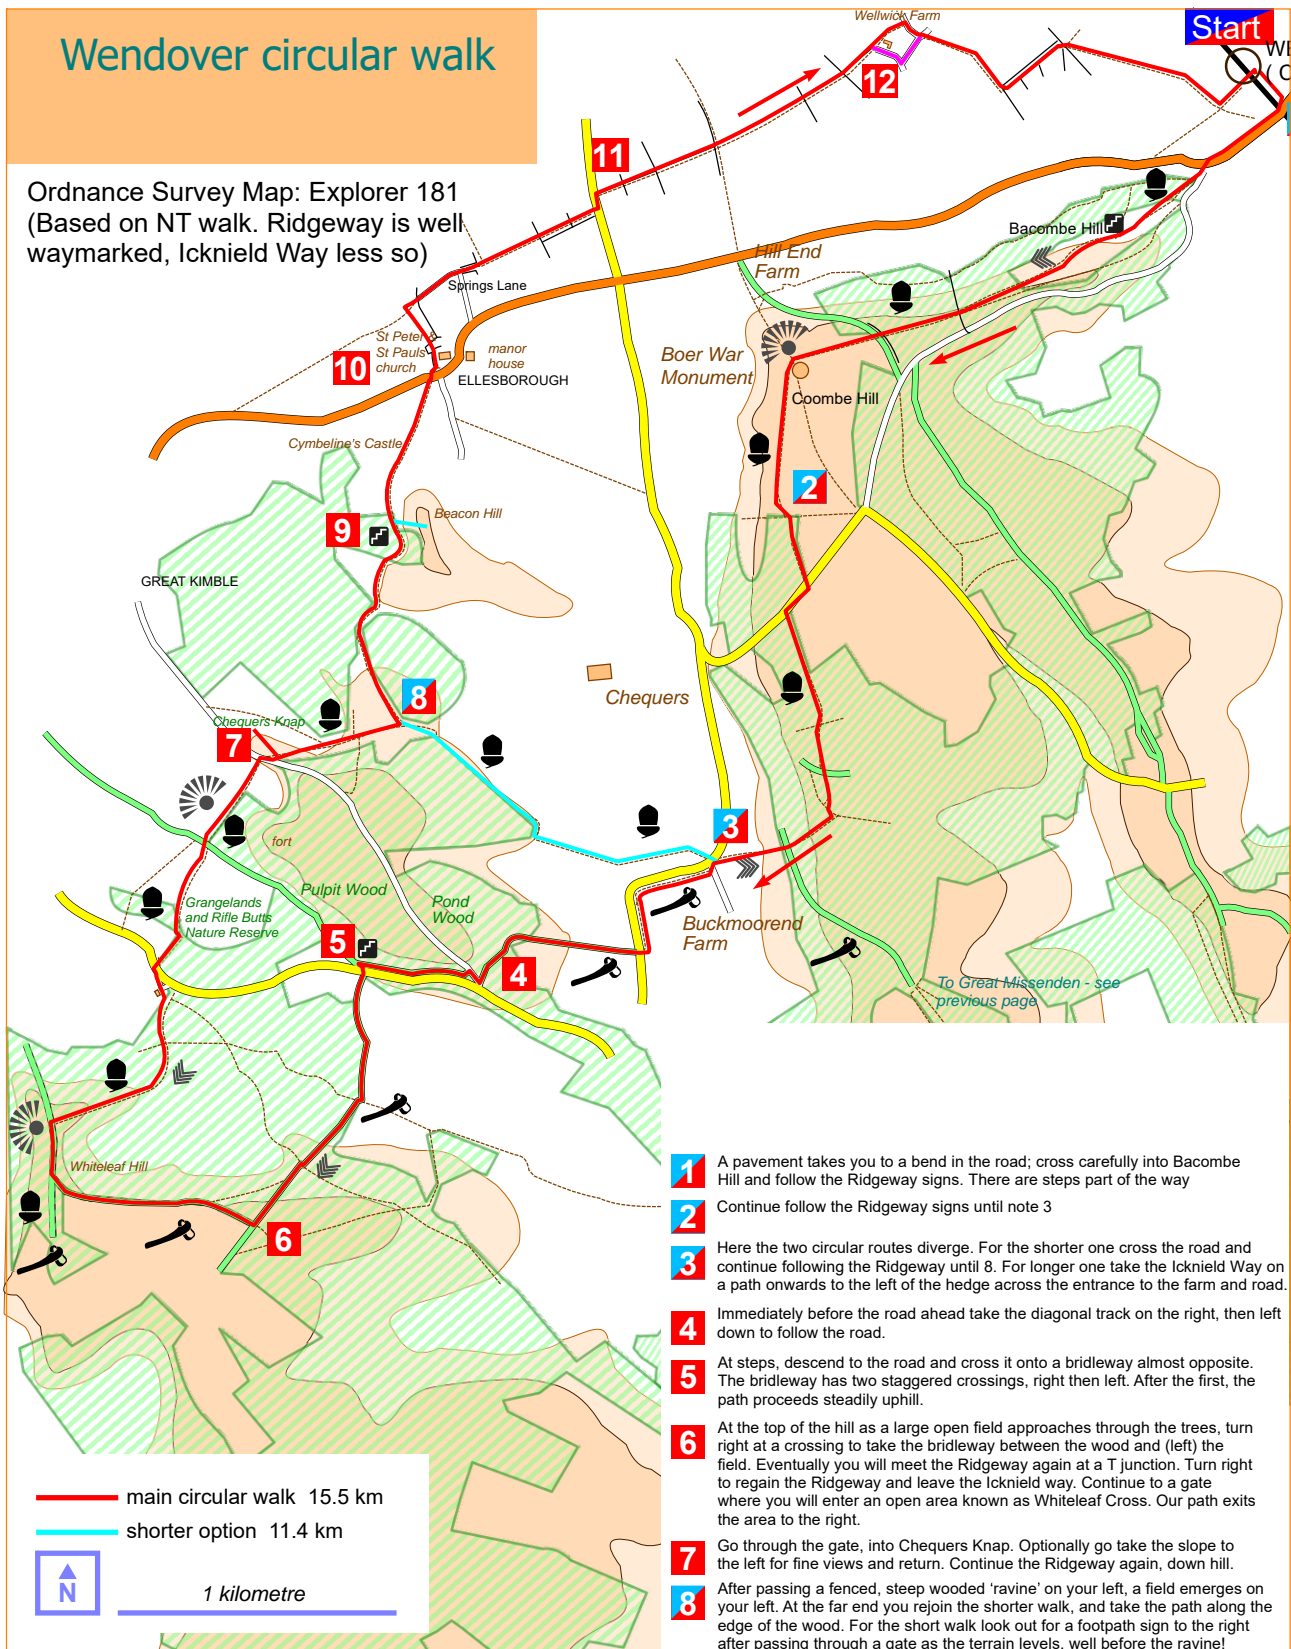 Wendover circular walk
Ordnance Survey Map: Explorer 181
(Based on NT walk. Ridgeway is well
waymarked, Icknield Way less so)
Start
Wellwick Farm
12
11
Bacombe Hill
Hill End
Farm
Springs Lane
St Peter
St Pauls
church
manor
house
10
ELLESBOROUGH
Boer War
Monument
Coombe Hill
Cymbeline's Castle
2
Beacon Hill
9
GREAT KIMBLE
Chequers
8
Chequers Knap
7
3
fort
Pulpit Wood
Pond
Wood
Grangelands
and Rifle Butts
Nature Reserve
Buckmoorend
Farm
5
4
To Great Missenden - see
previous page
Whiteleaf Hill
6
1 A pavement takes you to a bend in the road; cross carefully into Bacombe
Hill and follow the Ridgeway signs. There are steps part of the way
2 Continue follow the Ridgeway signs until note 3
3 Here the two circular routes diverge. For the shorter one cross the road and
continue following the Ridgeway until 8. For longer one take the Icknield Way on
a path onwards to the left of the hedge across the entrance to the farm and road.
4 Immediately before the road ahead take the diagonal track on the right, then left
down to follow the road.
5 At steps, descend to the road and cross it onto a bridleway almost opposite.
The bridleway has two staggered crossings, right then left. After the first, the
path proceeds steadily uphill.
6 At the top of the hill as a large open field approaches through the trees, turn
right at a crossing to take the bridleway between the wood and (left) the
field. Eventually you will meet the Ridgeway again at a T junction. Turn right
to regain the Ridgeway and leave the Icknield way. Continue to a gate
where you will enter an open area known as Whiteleaf Cross. Our path exits
the area to the right.
7 Go through the gate, into Chequers Knap. Optionally go take the slope to
the left for fine views and return. Continue the Ridgeway again, down hill.
8 After passing a fenced, steep wooded ‘ravine’ on your left, a field emerges on
your left. At the far end you rejoin the shorter walk, and take the path along the
edge of the wood. For the short walk look out for a footpath sign to the right
after passing through a gate as the terrain levels, well before the ravine!
main circular walk 15.5 km
shorter option 11.4 km
N
1 kilometre